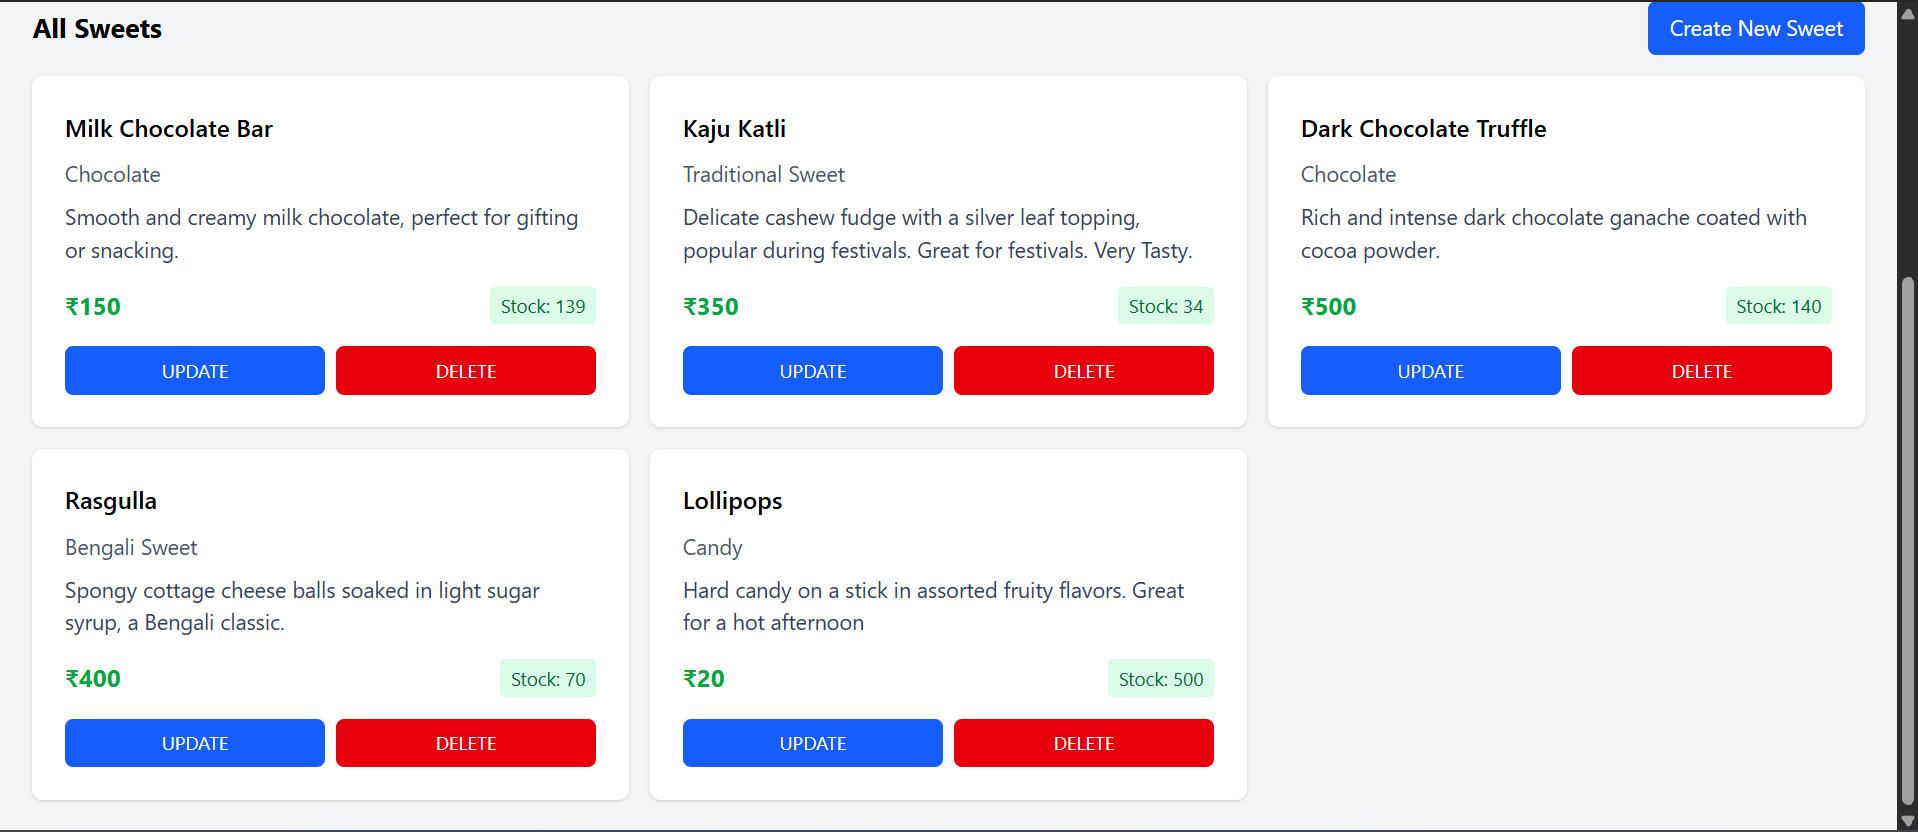 All Sweets
Create New Sweet
Milk Chocolate Bar
Chocolate
Smooth and creamy milk chocolate, perfect for gifting
or snacking.
₹150
Stock: 139
UPDATE
DELETE
Kaju Katli
Traditional Sweet
Delicate cashew fudge with a silver leaf topping,
popular during festivals. Great for festivals. Very Tasty.
₹350
Stock: 34
UPDATE
DELETE
Dark Chocolate Truffle
Chocolate
Rich and intense dark chocolate ganache coated with
cocoa powder.
₹500
Stock: 140
UPDATE
DELETE
Rasgulla
Bengali Sweet
Spongy cottage cheese balls soaked in light sugar
syrup, a Bengali classic.
₹400
Stock: 70
UPDATE
DELETE
Lollipops
Candy
Hard candy on a stick in assorted fruity flavors. Great
for a hot afternoon
₹20
Stock: 500
UPDATE
DELETE